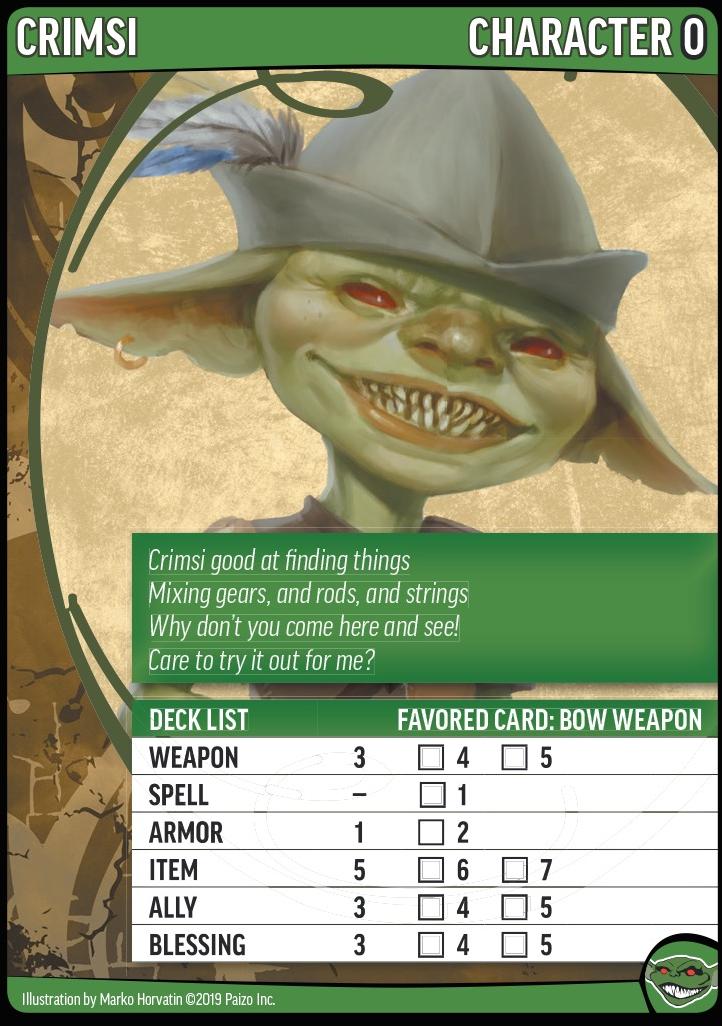 CRIMSI CHARACTER 0
Crimsi good at finding things
Mixing gears, and rods, and strings
Why don't you come here and see!
Care to try it out for me?
DECK LIST FAVORED CARD: BOW WEAPON
WEAPON 3 □ 4 □ 5
SPELL – □ 1
ARMOR 1 □ 2
ITEM 5 □ 6 □ 7
ALLY 3 □ 4 □ 5
BLESSING 3 □ 4 □ 5
Illustration by Marko Horvatin ©2019 Paizo Inc.